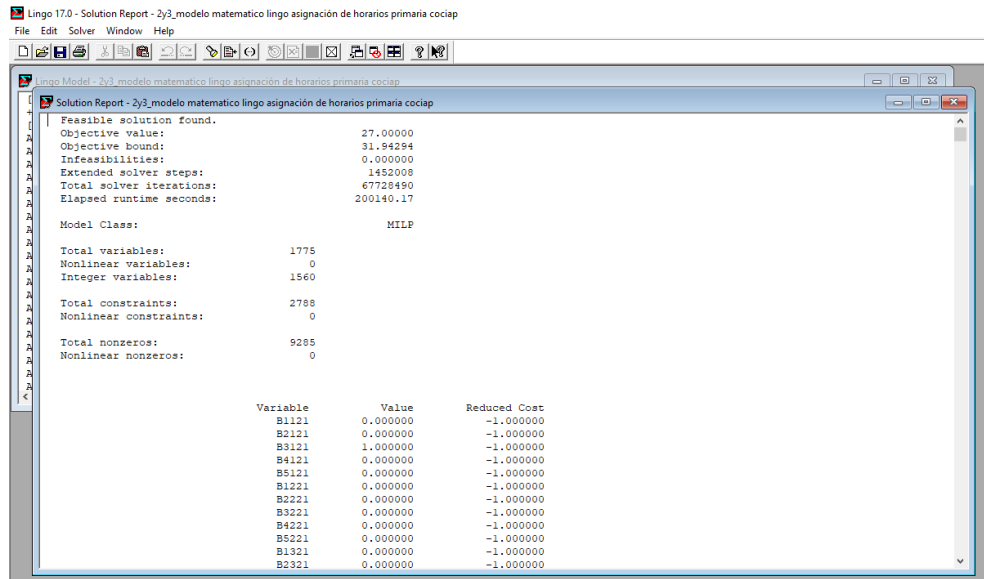 Lingo 17.0 - Solution Report - 2y3_modelo matematico lingo asignación de horarios primaria cociap
File Edit Solver Window Help
Lingo Model - 2y3_modelo matematico lingo asignación de horarios primaria cociap
Solution Report - 2y3_modelo matematico lingo asignación de horarios primaria cociap
Feasible solution found.
Objective value: 27.00000
Objective bound: 31.94294
Infeasibilities: 0.000000
Extended solver steps: 1452008
Total solver iterations: 67728490
Elapsed runtime seconds: 200140.17
Model Class: MILP
Total variables: 1775
Nonlinear variables: 0
Integer variables: 1560
Total constraints: 2788
Nonlinear constraints: 0
Total nonzeros: 9285
Nonlinear nonzeros: 0
Variable Value Reduced Cost
B1121 0.000000 -1.000000
B2121 0.000000 -1.000000
B3121 1.000000 -1.000000
B4121 0.000000 -1.000000
B5121 0.000000 -1.000000
B1221 0.000000 -1.000000
B2221 0.000000 -1.000000
B3221 0.000000 -1.000000
B4221 0.000000 -1.000000
B5221 0.000000 -1.000000
B1321 0.000000 -1.000000
B2321 0.000000 -1.000000